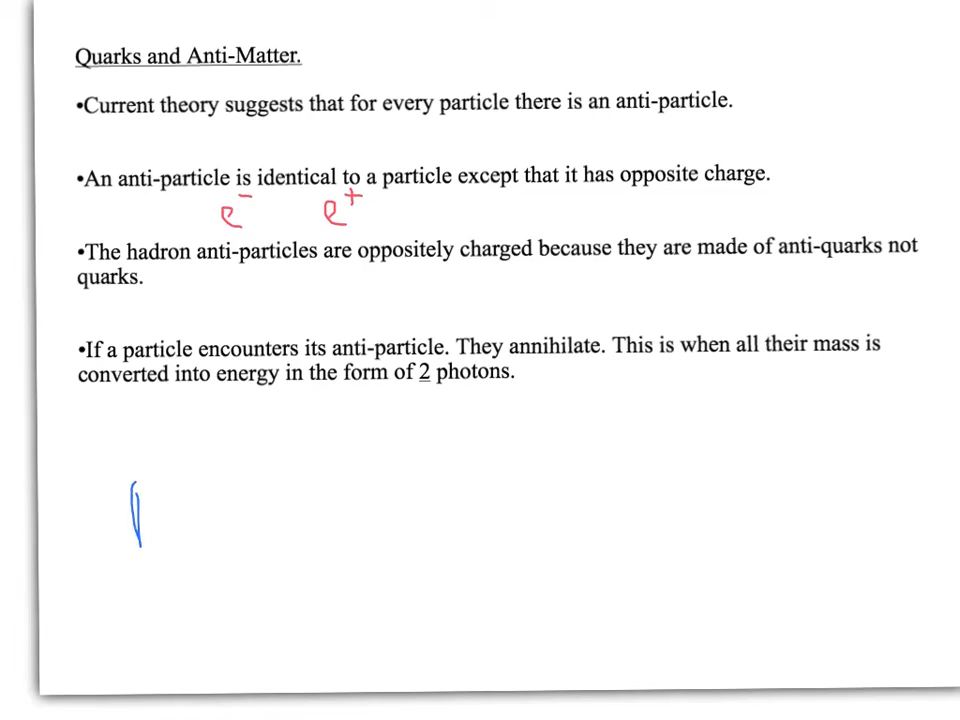 Quarks and Anti-Matter.
•Current theory suggests that for every particle there is an anti-particle.
•An anti-particle is identical to a particle except that it has opposite charge.
e⁻ e⁺
•The hadron anti-particles are oppositely charged because they are made of anti-quarks not
quarks.
•If a particle encounters its anti-particle. They annihilate. This is when all their mass is
converted into energy in the form of 2 photons.